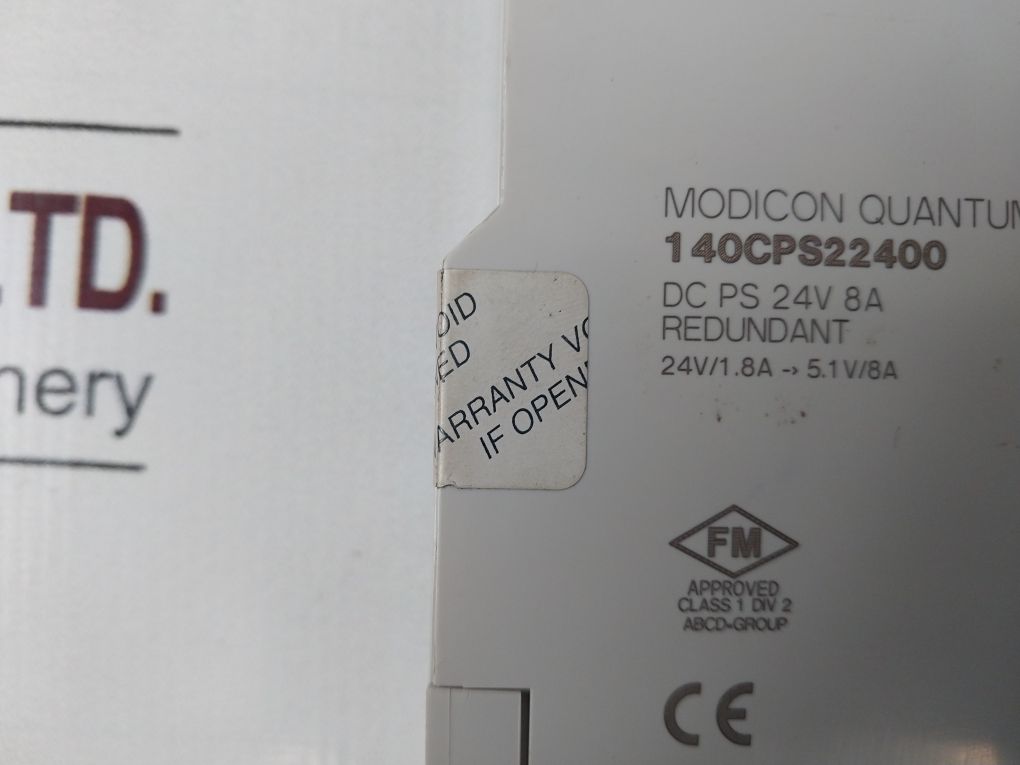 LTD.
nery
OID
ED
ARRANTY VO
IF OPEN
MODICON QUANTUM
140CPS22400
DC PS 24V 8A
REDUNDANT
24V/1.8A -> 5.1V/8A
FM
APPROVED
CLASS 1 DIV 2
ABCD-GROUP
CE